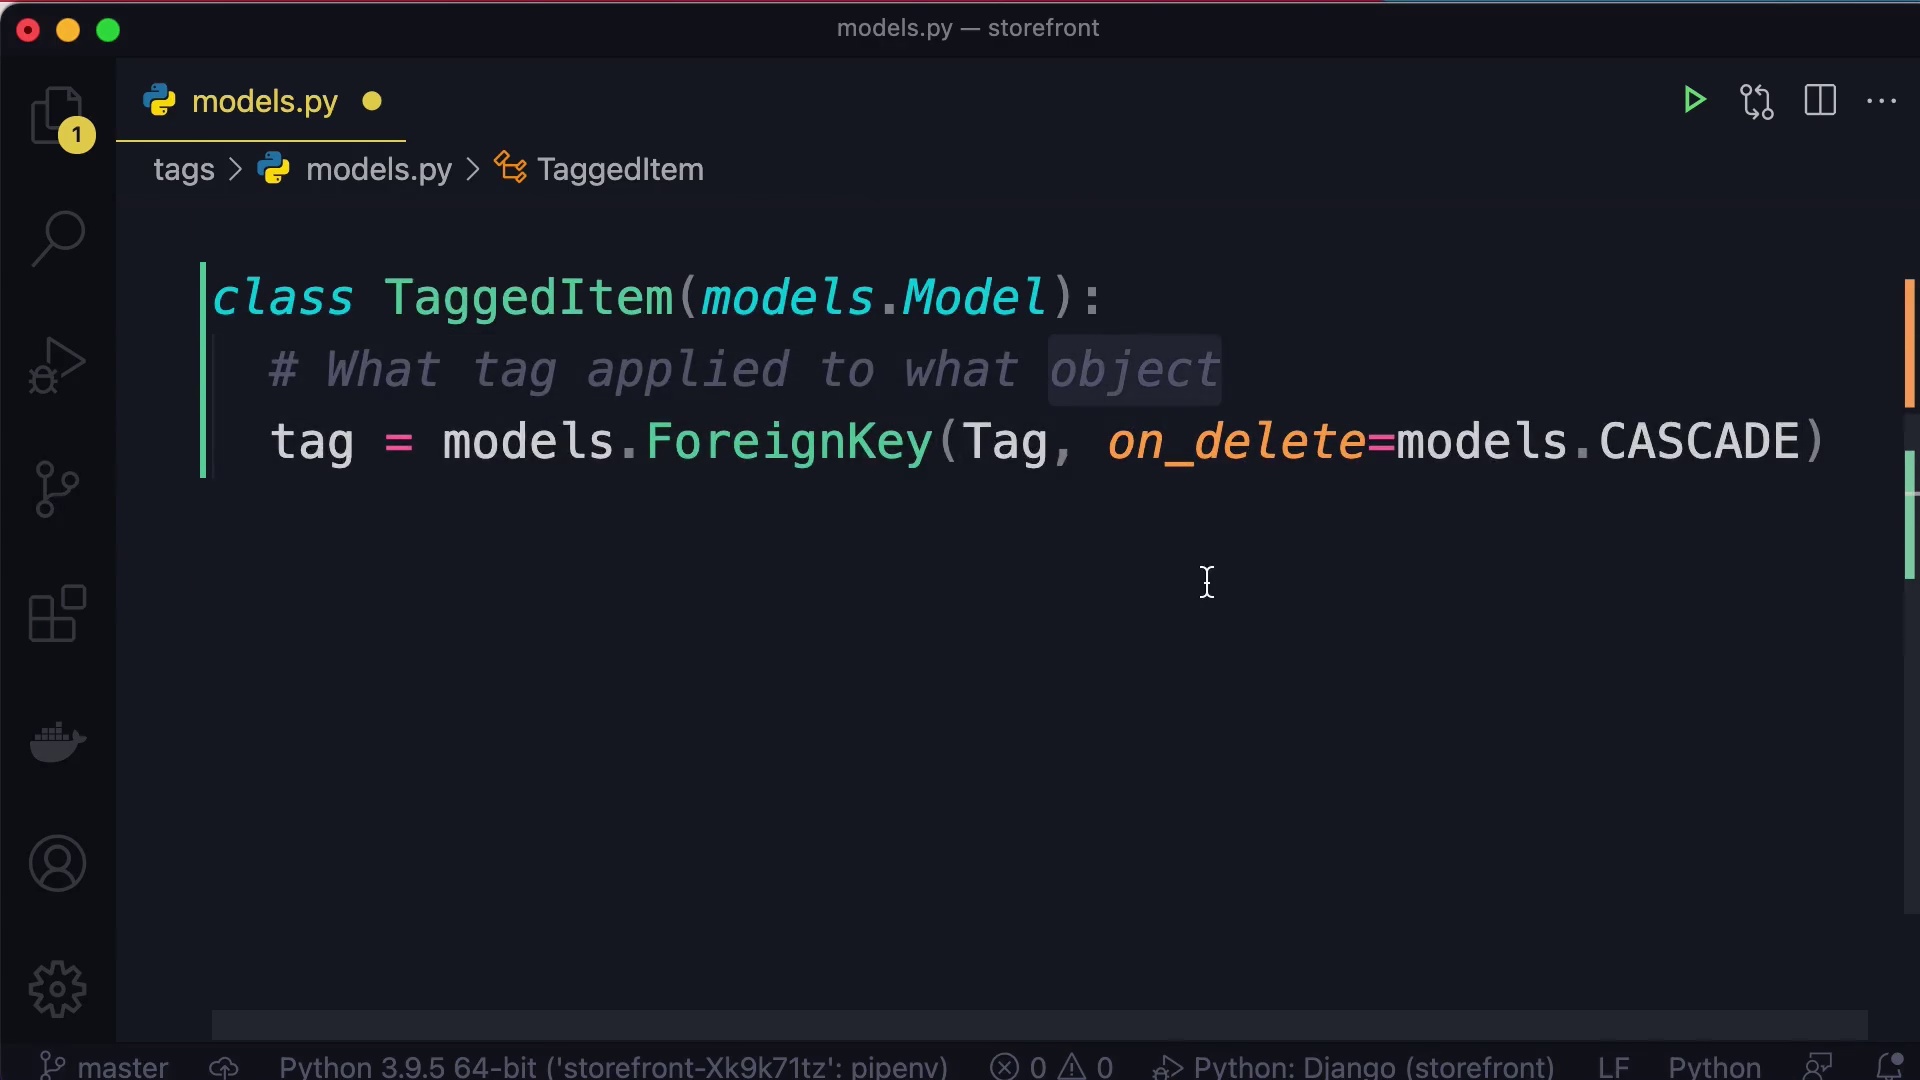 models.py — storefront
models.py
1
tags > models.py > TaggedItem
class TaggedItem(models.Model):
# What tag applied to what object
tag = models.ForeignKey(Tag, on_delete=models.CASCADE)
master Python 3.9.5 64-bit ('storefront-Xk9k71tz': pipenv) 0 0 Python: Django (storefront) LF Python